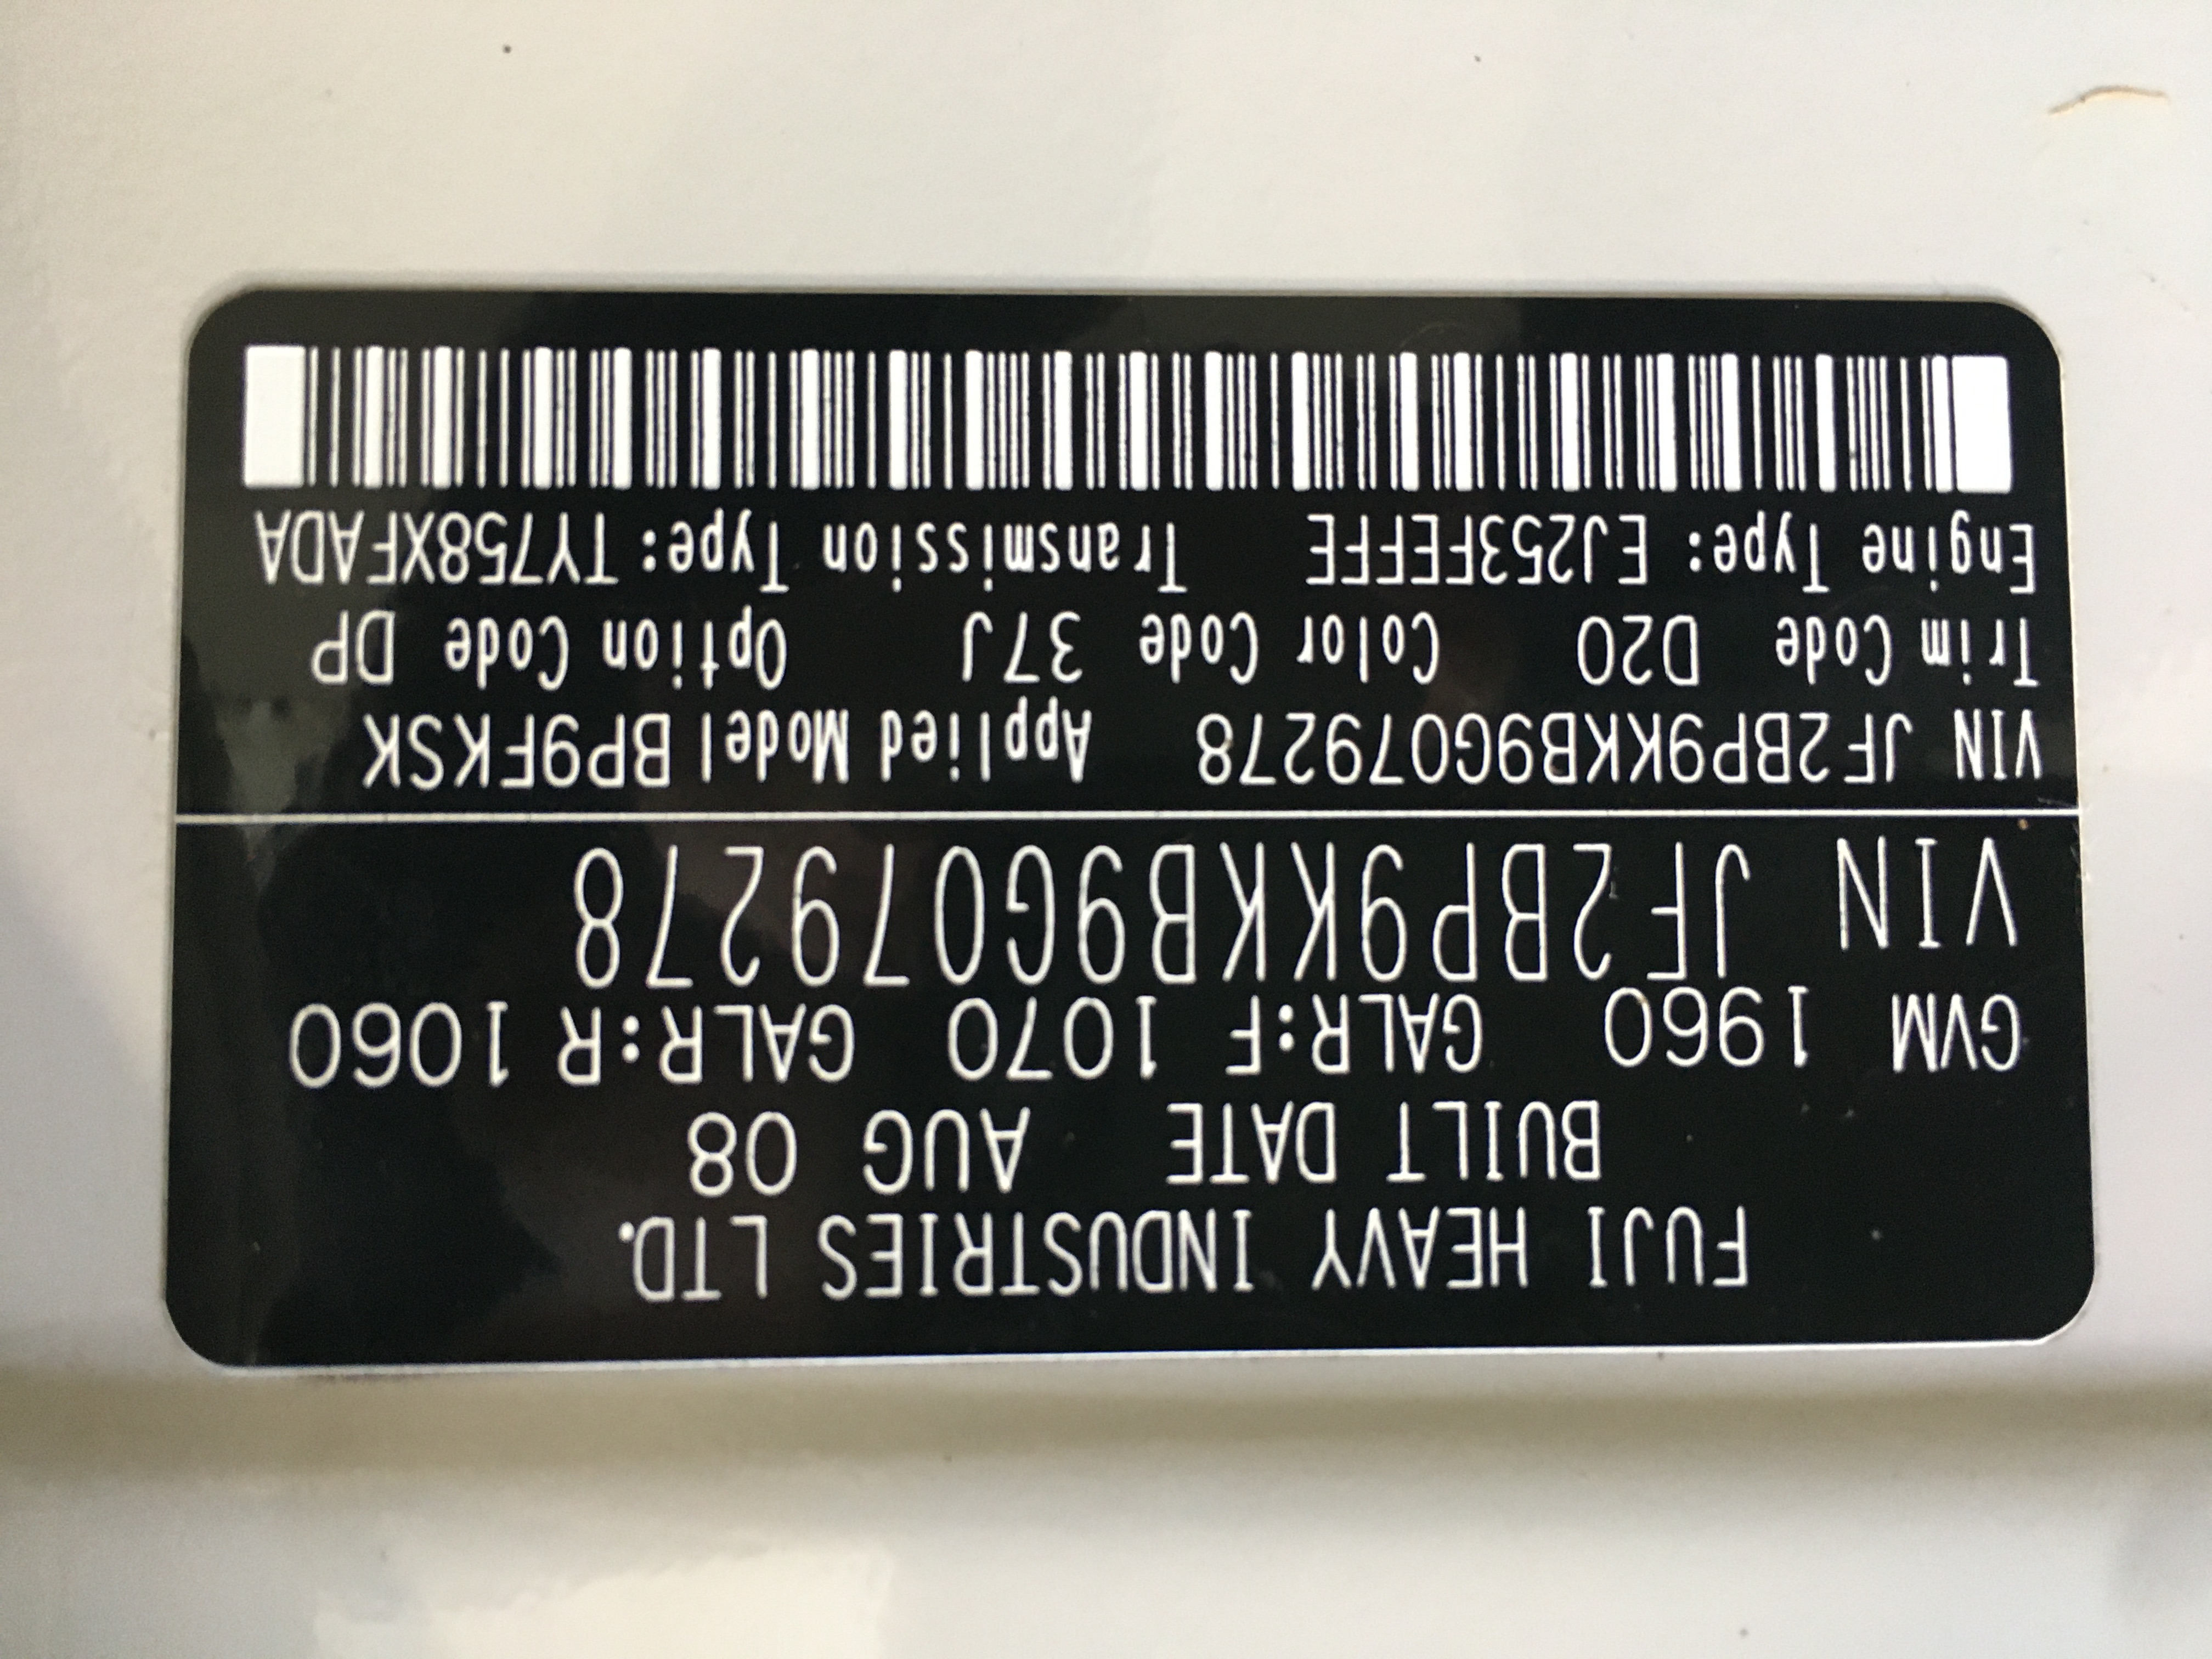 FUJI HEAVY INDUSTRIES LTD.
BUILT DATE AUG 08
GVM 1960 GALR:F 1070 GALR:R 1060
VIN JF2BP9KKB9G079278
VIN JF2BP9KKB9G079278 Applied Model BP9FKSK
Trim Code D20 Color Code 37J Option Code DP
Engine Type: EJ253FEFFE Transmission Type: TY758XFADA